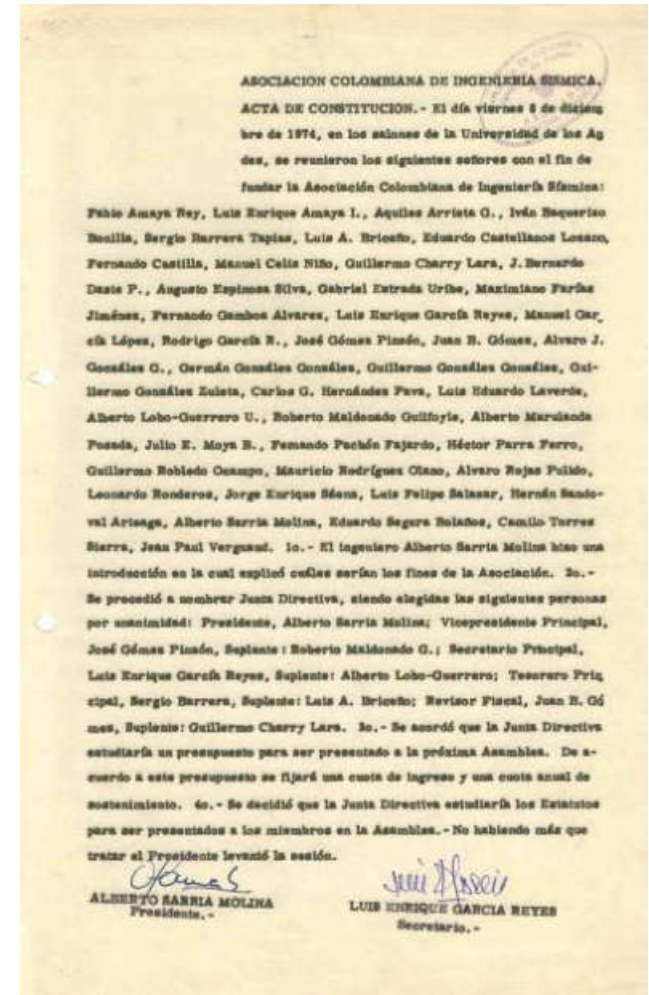 ASOCIACION COLOMBIANA DE INGENIERIA SISMICA.
ACTA DE CONSTITUCION.- El día viernes 6 de diciem
bre de 1974, en los salones de la Universidad de los An
des, se reunieron los siguientes señores con el fin de
fundar la Asociación Colombiana de Ingeniería Sísmica:
Fabio Amaya Rey, Luis Enrique Amaya I., Aquiles Arrieta G., Iván Baquerizo
Bonilla, Sergio Barrera Tapias, Luis A. Briceño, Eduardo Castellanos Lozano,
Fernando Castilla, Manuel Celis Niño, Guillermo Charry Lara, J. Bernardo
Daste P., Augusto Espinosa Silva, Gabriel Estrada Uribe, Maximiano Farías
Jiménez, Fernando Gamboa Alvarez, Luis Enrique García Reyes, Manuel Gar
cía López, Rodrigo García R., José Gómez Pinzón, Juan B. Gómez, Alvaro J.
González G., Germán González González, Guillermo González González, Gui-
llermo González Zuleta, Carlos G. Hernández Pava, Luis Eduardo Laverde,
Alberto Lobo-Guerrero U., Roberto Maldonado Guilfoyle, Alberto Marulanda
Posada, Julio E. Moya B., Fernando Pachón Fajardo, Héctor Parra Ferro,
Guillermo Robledo Ocampo, Mauricio Rodríguez Olano, Alvaro Rojas Pulido,
Leonardo Ronderos, Jorge Enrique Sáenz, Luis Felipe Salazar, Hernán Sando-
val Arteaga, Alberto Sarria Molina, Eduardo Segura Bolaños, Camilo Torres
Sierra, Jean Paul Vergnaud. 1o.- El ingeniero Alberto Sarria Molina hizo una
introducción en la cual explicó cuáles serían los fines de la Asociación. 2o.-
Se procedió a nombrar Junta Directiva, siendo elegidas las siguientes personas
por unanimidad: Presidente, Alberto Sarria Molina; Vicepresidente Principal,
José Gómez Pinzón, Suplente : Roberto Maldonado G.; Secretario Principal,
Luis Enrique García Reyes, Suplente: Alberto Lobo-Guerrero; Tesorero Prin
cipal, Sergio Barrera, Suplente: Luis A. Briceño; Revisor Fiscal, Juan B. Gó
mez, Suplente: Guillermo Charry Lara. 3o.- Se acordó que la Junta Directiva
estudiaría un presupuesto para ser presentado a la próxima Asamblea. De a-
cuerdo a este presupuesto se fijará una cuota de ingreso y una cuota anual de
sostenimiento. 4o.- Se decidió que la Junta Directiva estudiaría los Estatutos
para ser presentados a los miembros en la Asamblea.- No habiendo más que
tratar el Presidente levantó la sesión.
ALBERTO SARRIA MOLINA
Presidente.-
LUIS ENRIQUE GARCIA REYES
Secretario.-